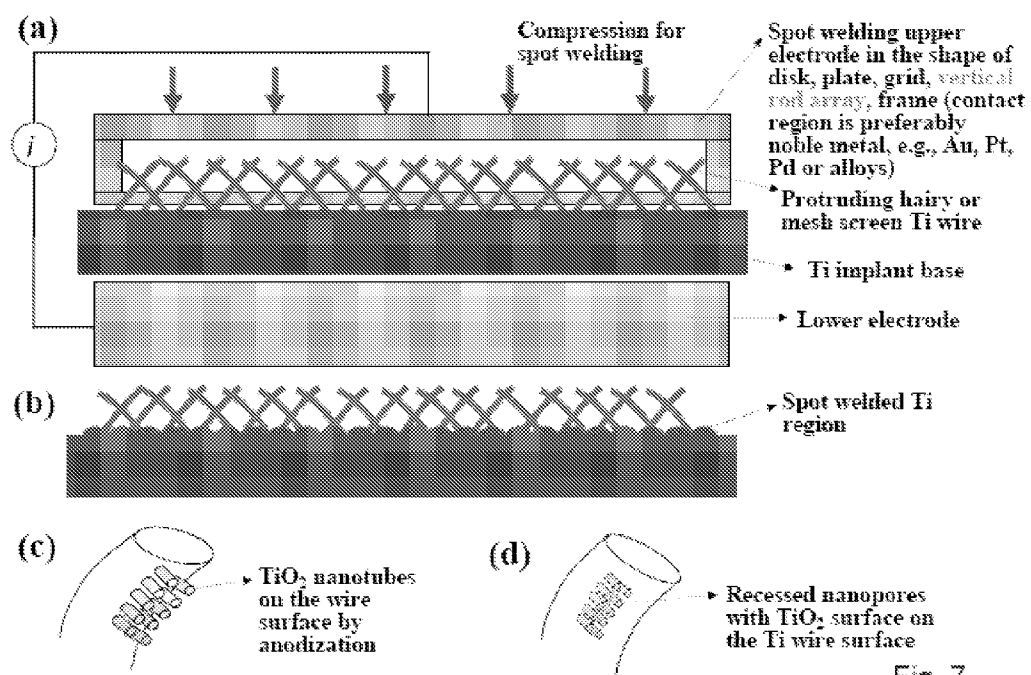 (a)
Compression for
spot welding
Spot welding upper
electrode in the shape of
disk, plate, grid, vertical
rod array, frame (contact
region is preferably
noble metal, e.g., Au, Pt,
Pd or alloys)
j
Protruding hairy or
mesh screen Ti wire
Ti implant base
Lower electrode
(b)
Spot welded Ti
region
(c)
TiO₂ nanotubes
on the wire
surface by
anodization
(d)
Recessed nanopores
with TiO₂ surface on
the Ti wire surface